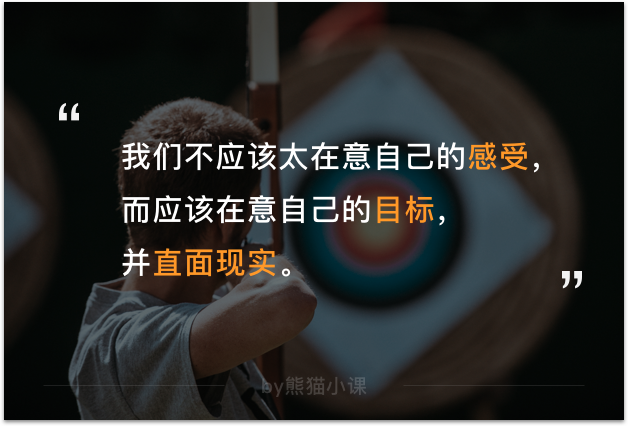 “
我们不应该太在意自己的感受，
而应该在意自己的目标，
并直面现实。
”
by熊猫小课